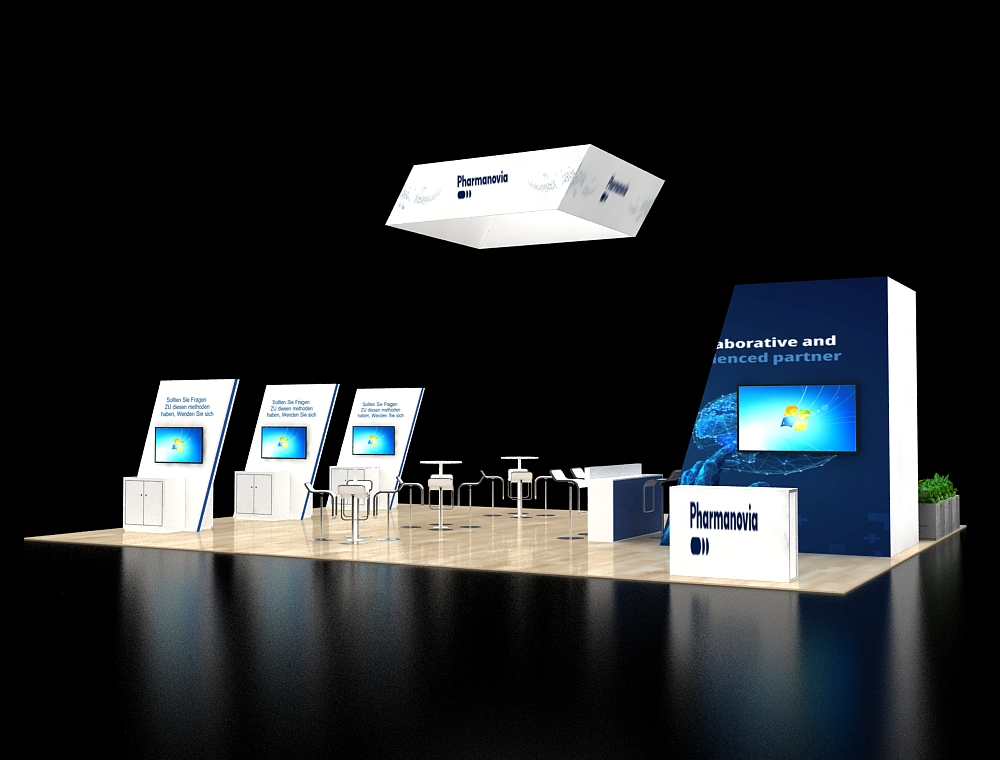 Pharmanovia
Pharmanovia
aborative and
ienced partner
Sollten Sie Fragen
ZU diesen methoden
haben, Wenden Sie sich
Sollten Sie Fragen
ZU diesen methoden
haben, Wenden Sie sich
Sollten Sie Fragen
ZU diesen methoden
haben, Wenden Sie sich
Pharmanovia